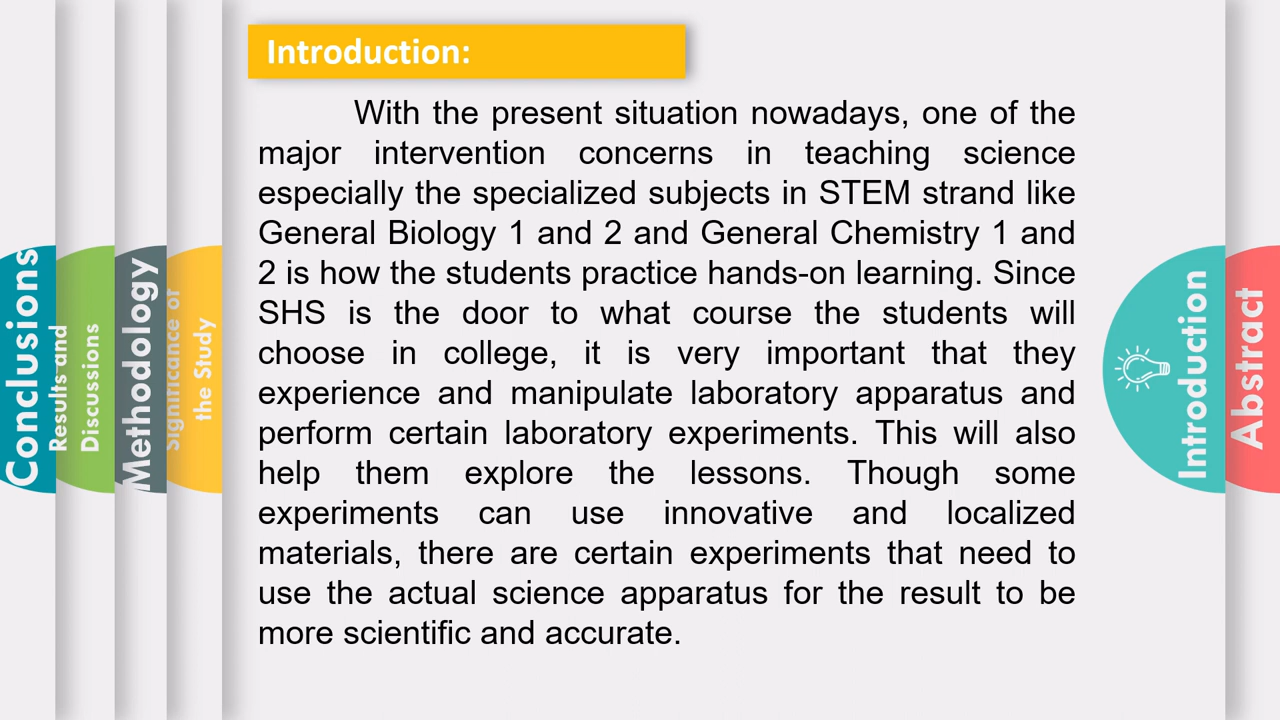 Introduction:
With the present situation nowadays, one of the
major intervention concerns in teaching science
especially the specialized subjects in STEM strand like
General Biology 1 and 2 and General Chemistry 1 and
2 is how the students practice hands-on learning. Since
SHS is the door to what course the students will
choose in college, it is very important that they
experience and manipulate laboratory apparatus and
perform certain laboratory experiments. This will also
help them explore the lessons. Though some
experiments can use innovative and localized
materials, there are certain experiments that need to
use the actual science apparatus for the result to be
more scientific and accurate.
Conclusions
Results and
Discussions
Methodology
Significance of
the Study
Introduction
Abstract